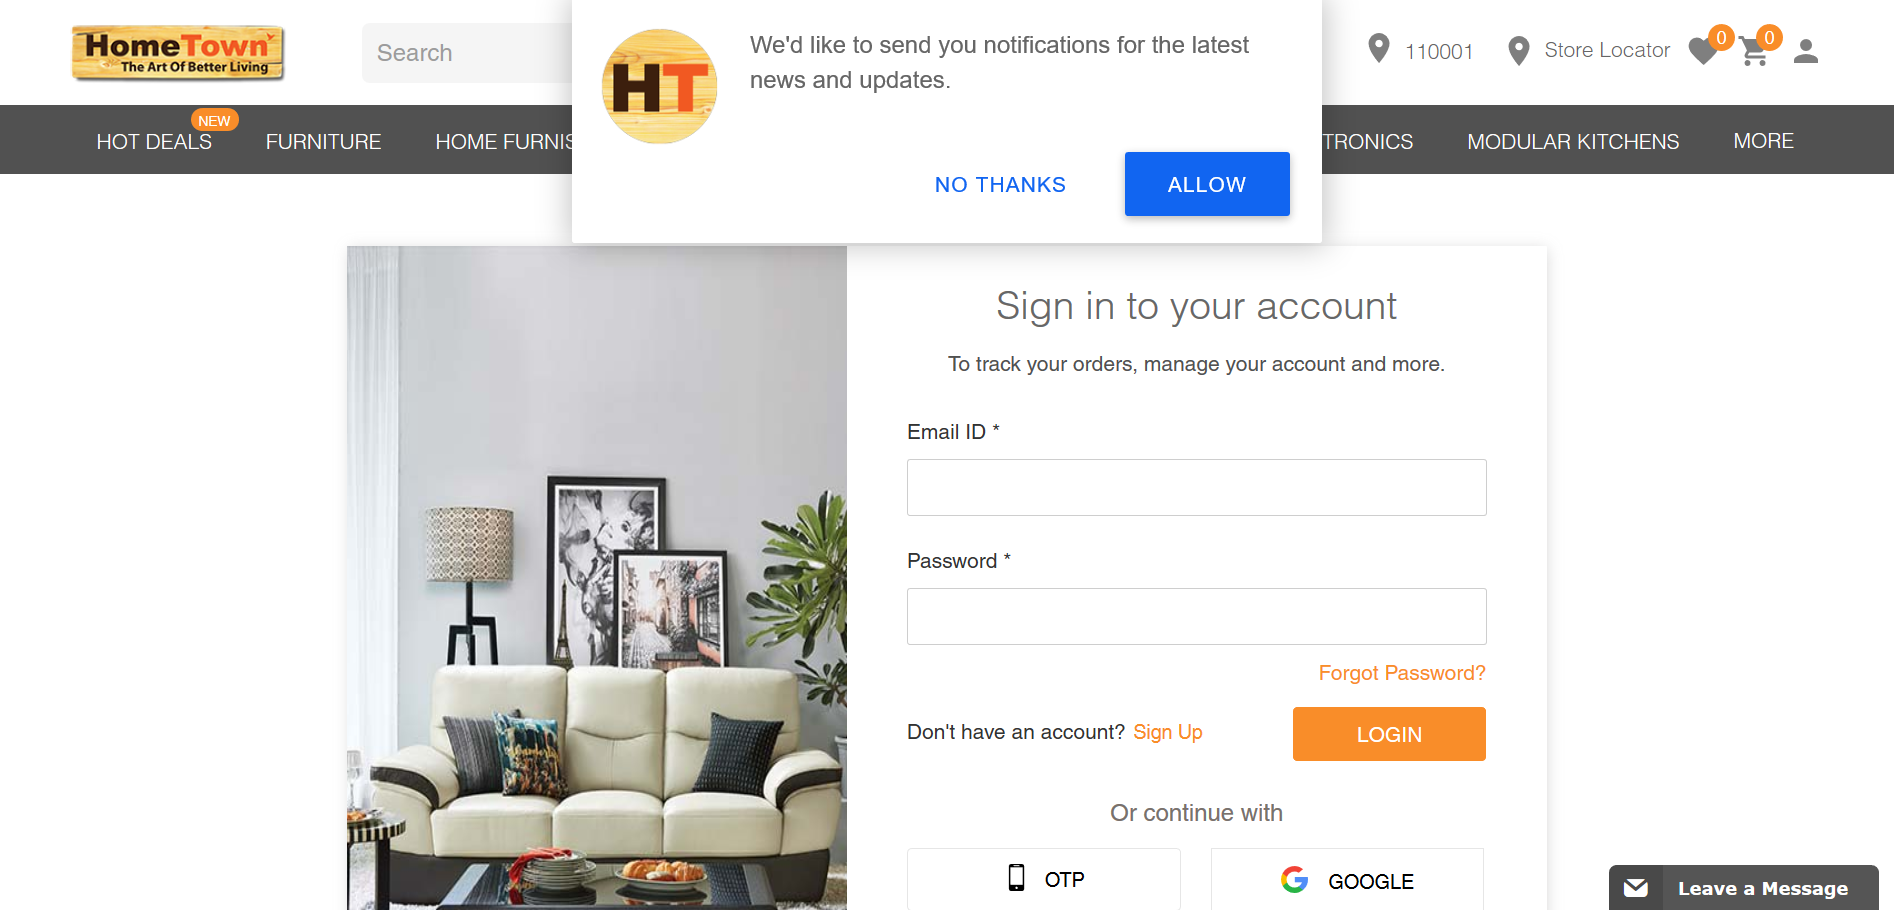 HomeTown
The Art Of Better Living
Search
HT
We'd like to send you notifications for the latest
news and updates.
NO THANKS
ALLOW
110001
Store Locator
0
0
HOT DEALS
NEW
FURNITURE
HOME FURNIS
TRONICS
MODULAR KITCHENS
MORE
Sign in to your account
To track your orders, manage your account and more.
Email ID *
Password *
Forgot Password?
Don't have an account? Sign Up
LOGIN
Or continue with
OTP
GOOGLE
Leave a Message